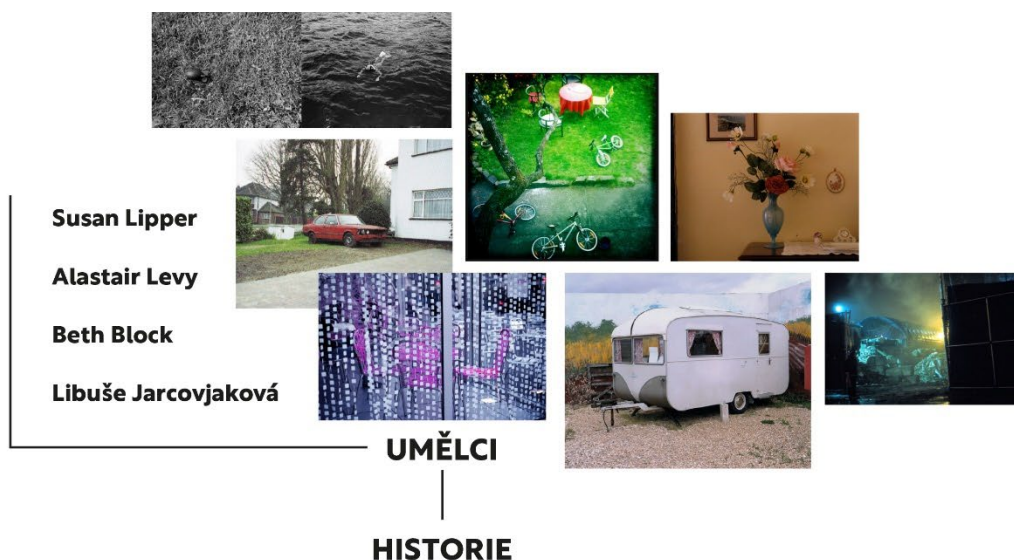 Susan Lipper
Alastair Levy
Beth Block
Libuše Jarcovjaková
UMĚLCI
HISTORIE